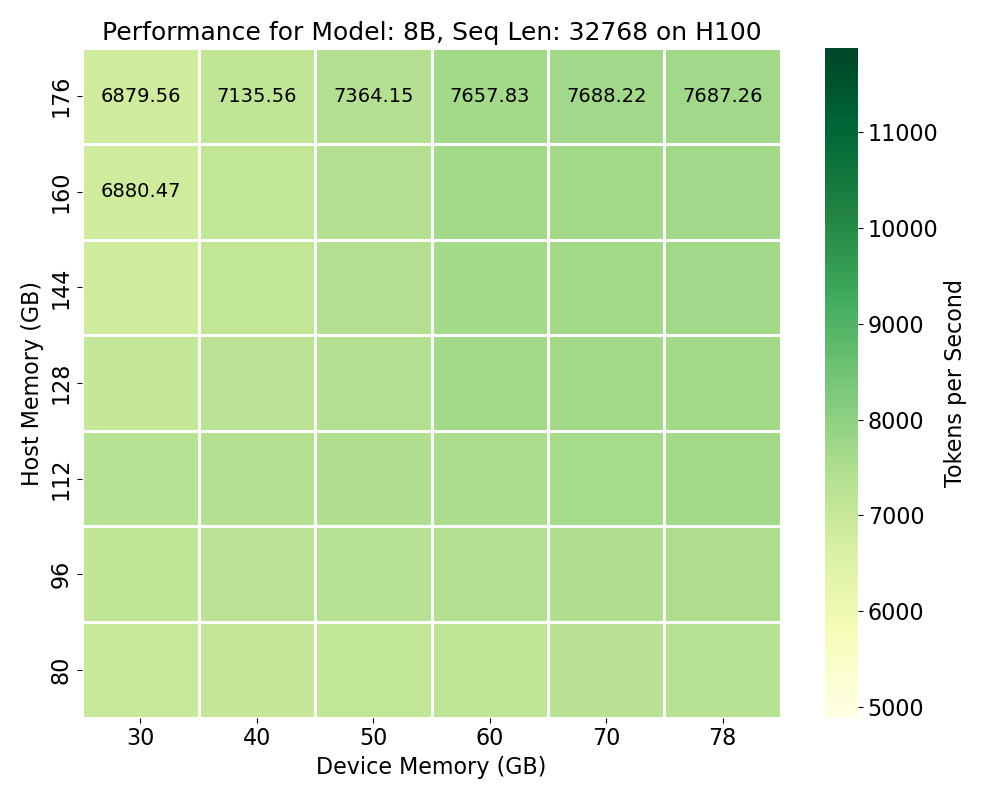 Performance for Model: 8B, Seq Len: 32768 on H100
176
6879.56 7135.56 7364.15 7657.83 7688.22 7687.26
160
6880.47
144
128
112
96
80
30 40 50 60 70 78
Device Memory (GB)
Host Memory (GB)
11000
10000
9000
8000
7000
6000
5000
Tokens per Second